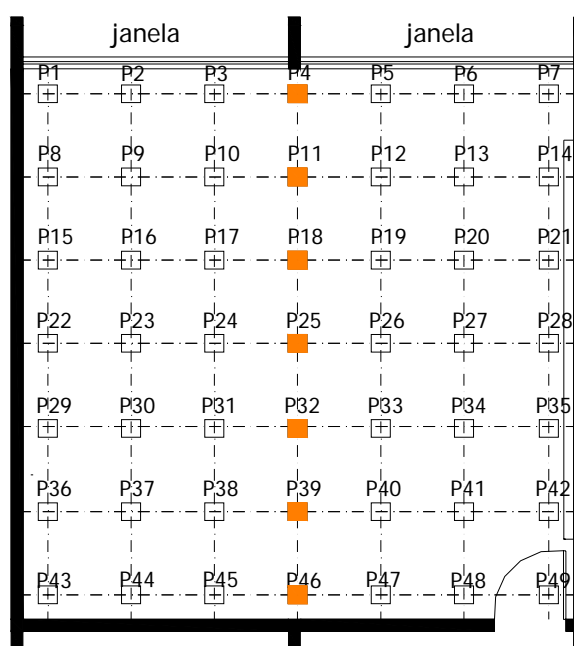 janela janela
P1 P2 P3 P4 P5 P6 P7
P8 P9 P10 P11 P12 P13 P14
P15 P16 P17 P18 P19 P20 P21
P22 P23 P24 P25 P26 P27 P28
P29 P30 P31 P32 P33 P34 P35
P36 P37 P38 P39 P40 P41 P42
P43 P44 P45 P46 P47 P48 P49